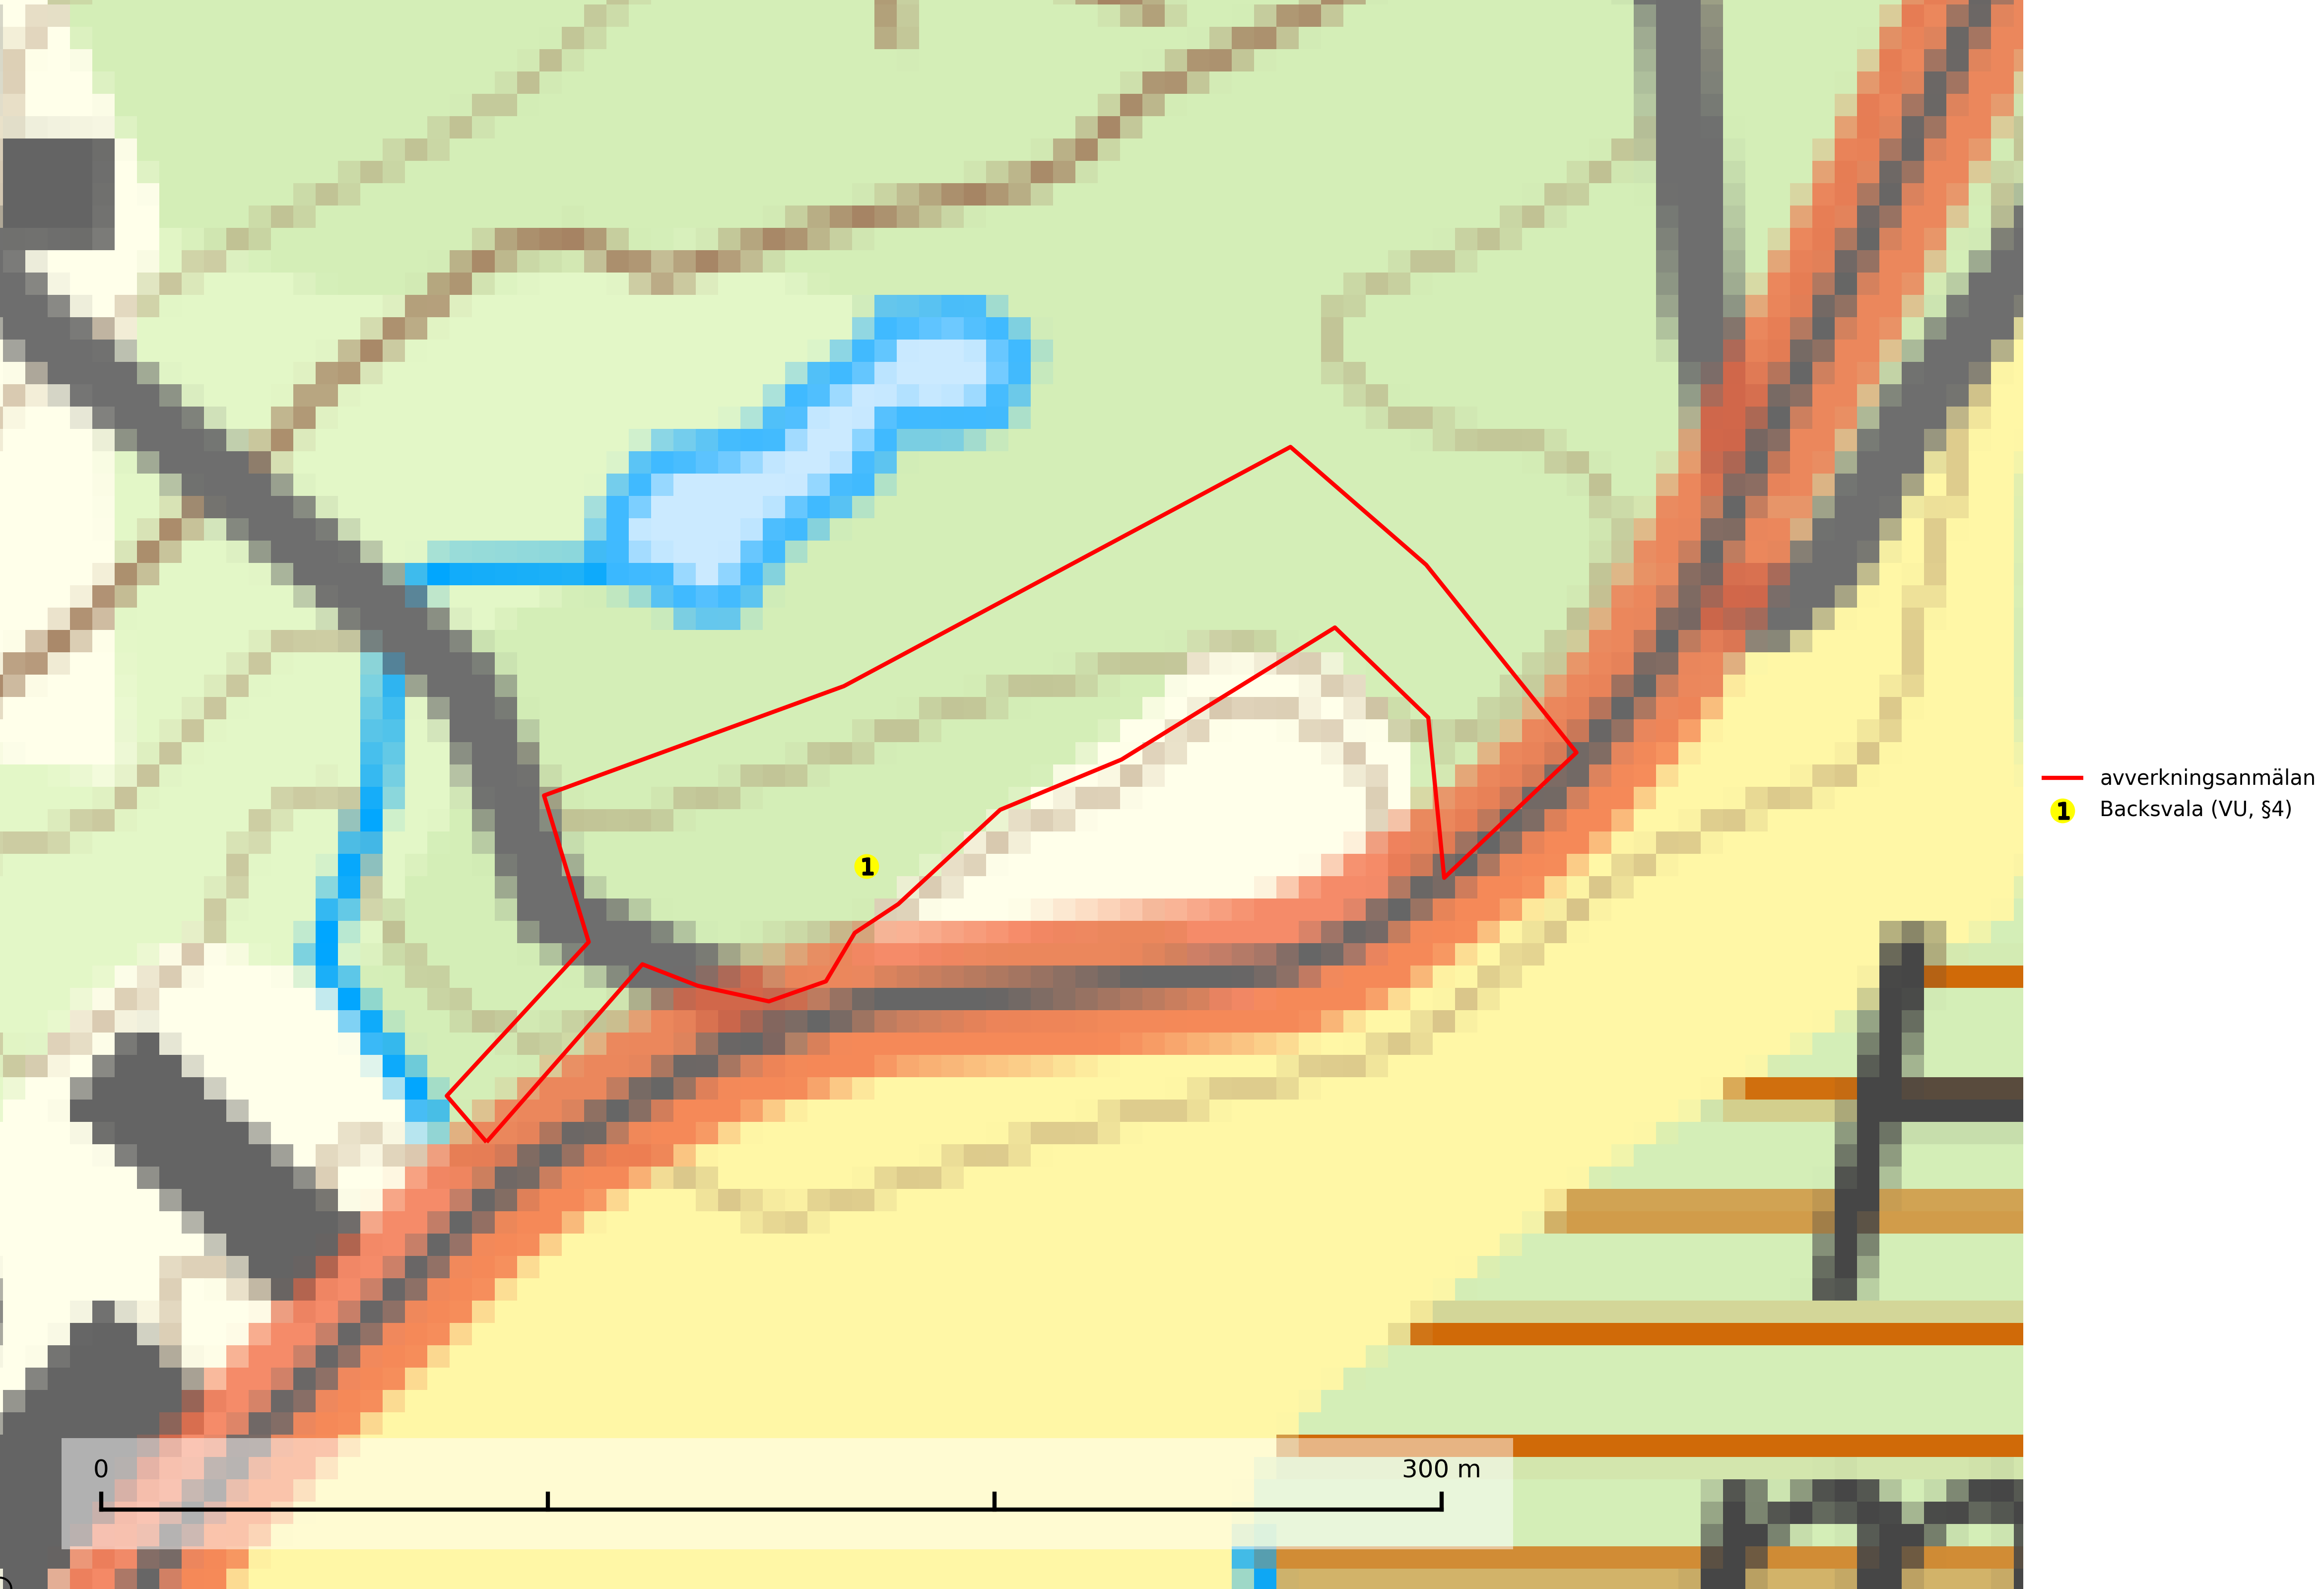 1
avverkningsanmälan
1 Backsvala (VU, §4)
0 300 m